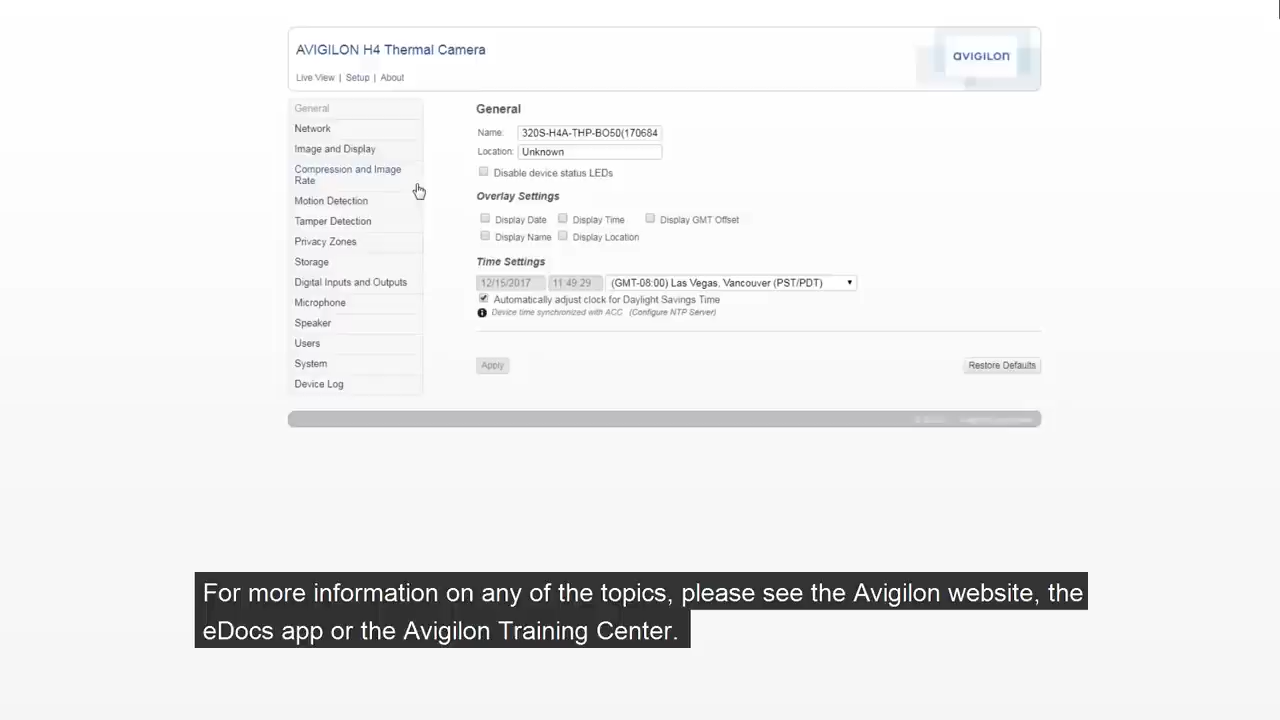 AVIGILON H4 Thermal Camera
Live View | Setup | About
aVIGILON
General
Network
Image and Display
Compression and Image
Rate
Motion Detection
Tamper Detection
Privacy Zones
Storage
Digital Inputs and Outputs
Microphone
Speaker
Users
System
Device Log
General
Name: 320S-H4A-THP-BO50(170684
Location: Unknown
Disable device status LEDs
Overlay Settings
Display Date Display Time Display GMT Offset
Display Name Display Location
Time Settings
12/15/2017 11:49:29 (GMT-08:00) Las Vegas, Vancouver (PST/PDT)
Automatically adjust clock for Daylight Savings Time
Device time synchronized with ACC (Configure NTP Server)
Apply Restore Defaults
For more information on any of the topics, please see the Avigilon website, the
eDocs app or the Avigilon Training Center.